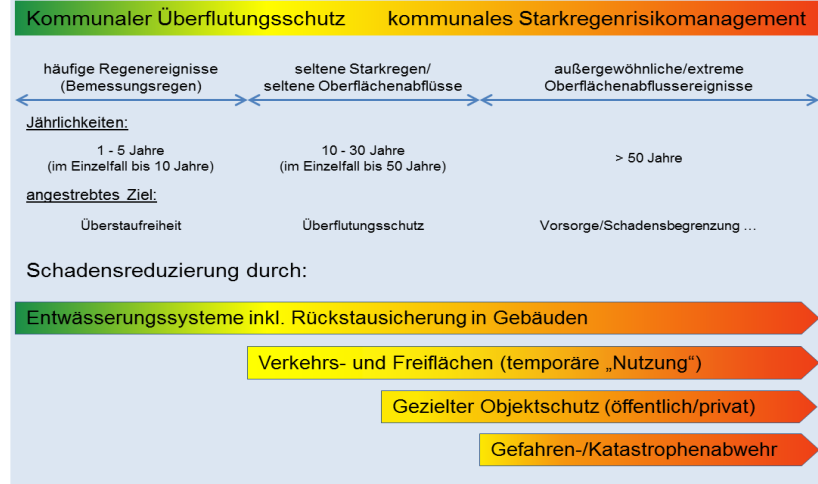 Kommunaler Überflutungsschutz kommunales Starkregenrisikomanagement
häufige Regenereignisse
(Bemessungsregen)
seltene Starkregen/
seltene Oberflächenabflüsse
außergewöhnliche/extreme
Oberflächenabflussereignisse
Jährlichkeiten:
1 - 5 Jahre
(im Einzelfall bis 10 Jahre)
10 - 30 Jahre
(im Einzelfall bis 50 Jahre)
> 50 Jahre
angestrebtes Ziel:
Überstaufreiheit
Überflutungsschutz
Vorsorge/Schadensbegrenzung ...
Schadensreduzierung durch:
Entwässerungssysteme inkl. Rückstausicherung in Gebäuden
Verkehrs- und Freiflächen (temporäre „Nutzung“)
Gezielter Objektschutz (öffentlich/privat)
Gefahren-/Katastrophenabwehr